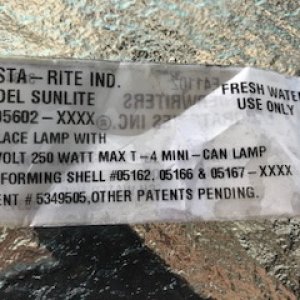 STA-RITE IND.
DEL SUNLITE
05602-XXXX
FRESH WATER
USE ONLY
LACE LAMP WITH
VOLT 250 WATT MAX T-4 MINI-CAN LAMP
FORMING SHELL #05162, 05166 & 05167-XXXX
ENT # 5349505,OTHER PATENTS PENDING.